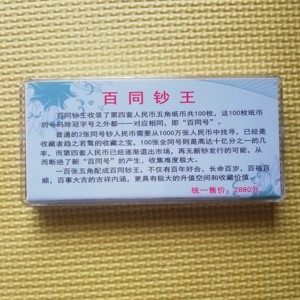 百同钞王
百同钞王收录了第四套人民币五角纸币共100枚，这100枚纸币
的号码除冠字号之外都一一对应相同，即“百同号”。
普通的2张同号钞人民币需要从1000万张人民币中找寻，已经是
收藏者趋之若鹜的收藏之宝，100张全同号则是高达十亿分之一的几
率，而第四套人民币已经逐渐退出市场，再无新钞发行的可能，从
而断绝了新“百同号”的产生，收集难度极大。
一百张五角配成百同钞王，不仅有百年好合、长命百岁、百福百
顺、百事大吉的吉祥内涵，更具有极大的升值空间和收藏价值。
统一售价：2880元